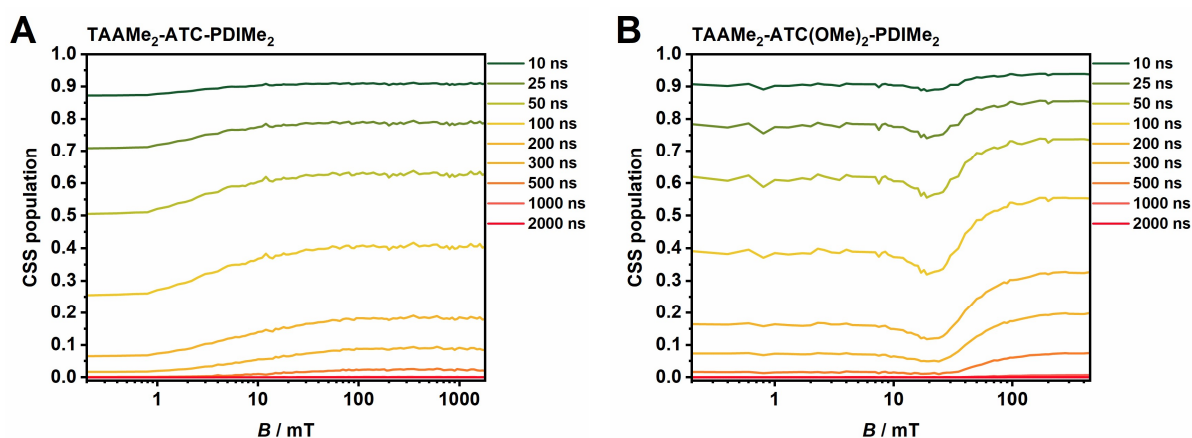 A
TAAMe₂-ATC-PDIMe₂
1.0
0.9
0.8
0.7
0.6
0.5
0.4
0.3
0.2
0.1
0.0
CSS population
1 10 100 1000
B / mT
10 ns
25 ns
50 ns
100 ns
200 ns
300 ns
500 ns
1000 ns
2000 ns
B
TAAMe₂-ATC(OMe)₂-PDIMe₂
1.0
0.9
0.8
0.7
0.6
0.5
0.4
0.3
0.2
0.1
0.0
CSS population
1 10 100
B / mT
10 ns
25 ns
50 ns
100 ns
200 ns
300 ns
500 ns
1000 ns
2000 ns